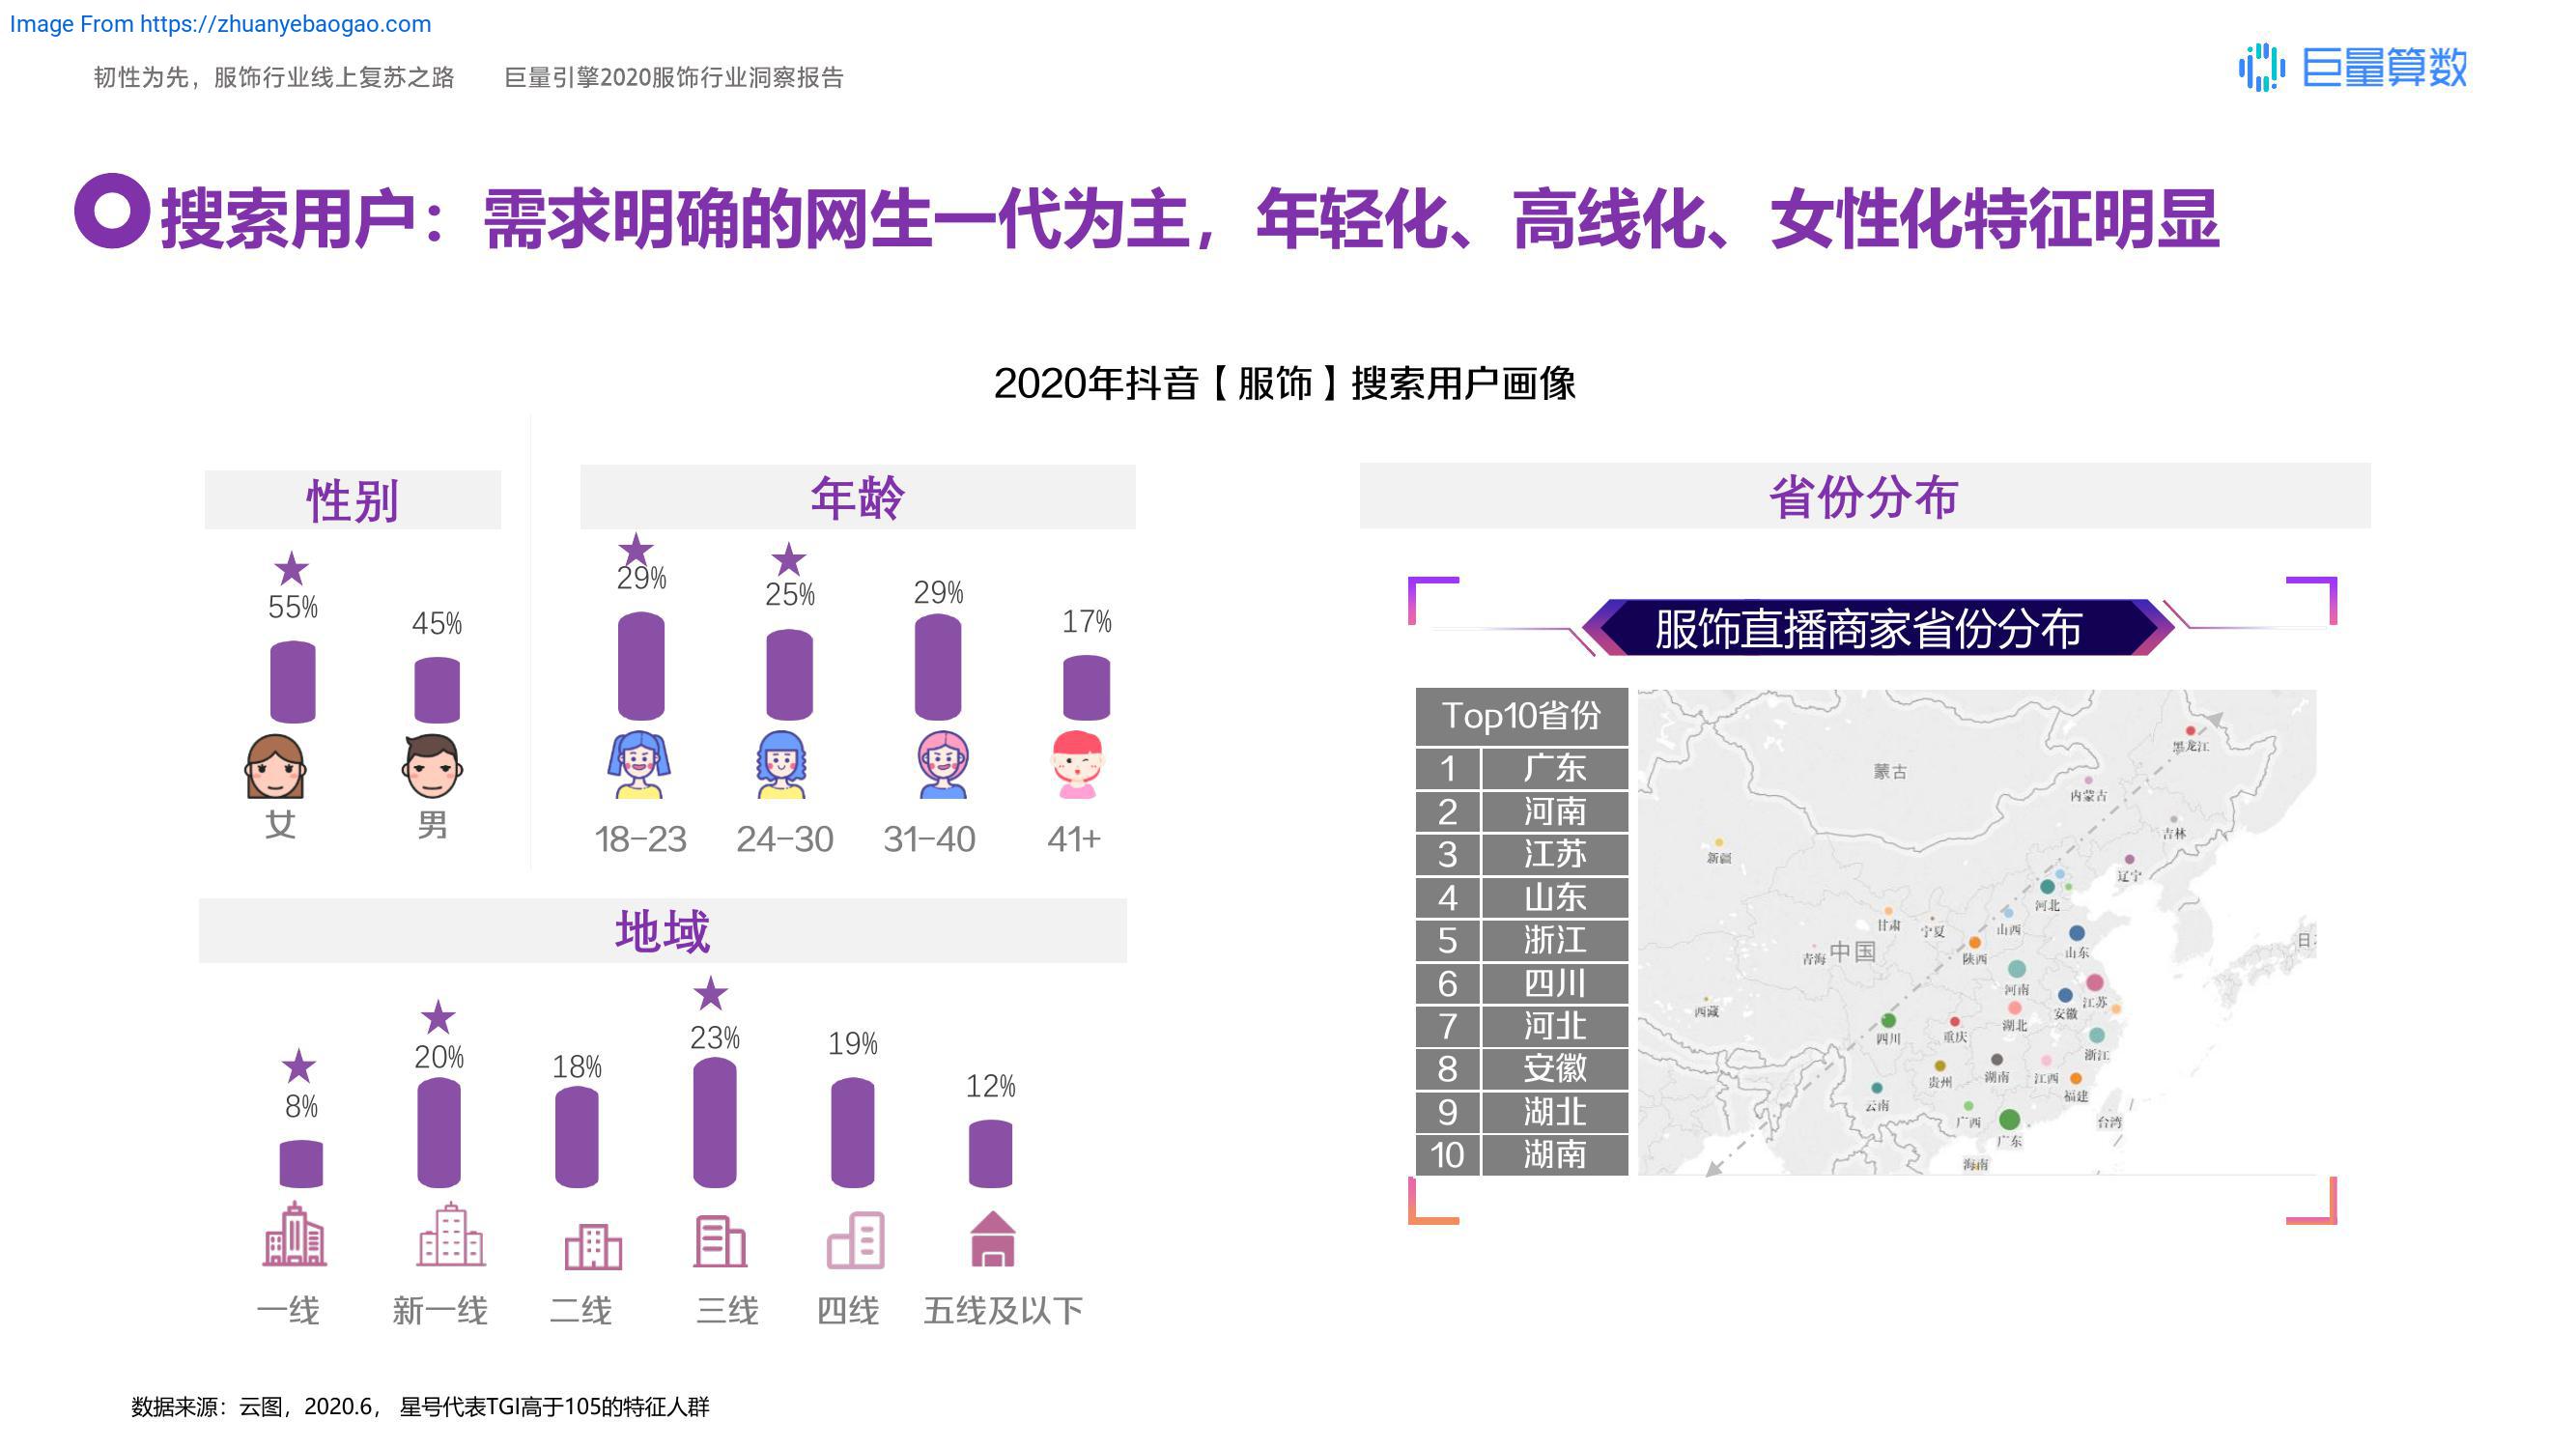 Image From https://zhuanyebaogao.com
韧性为先，服饰行业线上复苏之路 巨量引擎2020服饰行业洞察报告
巨量算数
搜索用户：需求明确的网生一代为主，年轻化、高线化、女性化特征明显
2020年抖音【服饰】搜索用户画像
性别
55%
45%
女
男
年龄
29%
25%
29%
17%
18-23
24-30
31-40
41+
地域
8%
20%
18%
23%
19%
12%
一线
新一线
二线
三线
四线
五线及以下
省份分布
服饰直播商家省份分布
Top10省份
1 广东
2 河南
3 江苏
4 山东
5 浙江
6 四川
7 河北
8 安徽
9 湖北
10 湖南
黑龙江
蒙古
内蒙古
吉林
新疆
辽宁
河北
甘肃
宁夏
山西
青海
中国
陕西
山东
日
河南
江苏
西藏
安徽
湖北
四川
重庆
浙江
贵州
湖南
江西
福建
云南
广西
台湾
广东
海南
数据来源：云图，2020.6， 星号代表TGI高于105的特征人群